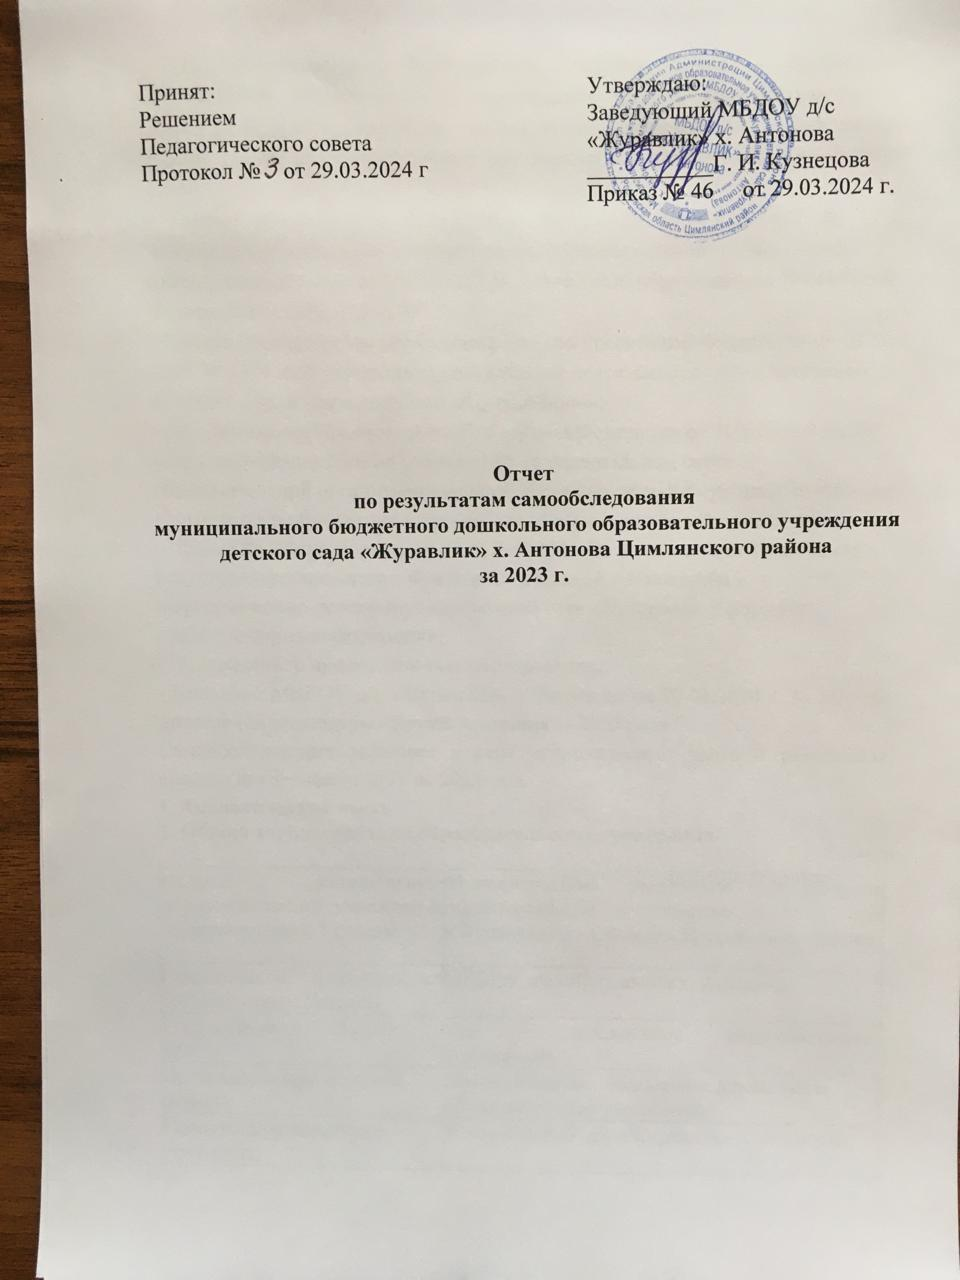 Принят:
Решением
Педагогического совета
Протокол № 3 от 29.03.2024 г
Утверждаю:
Заведующий МБДОУ д/с
«Журавлик» х. Антонова
Г. И. Кузнецова
Приказ № 46 от 29.03.2024 г.
Отчет
по результатам самообследования
муниципального бюджетного дошкольного образовательного учреждения
детского сада «Журавлик» х. Антонова Цимлянского района
за 2023 г.